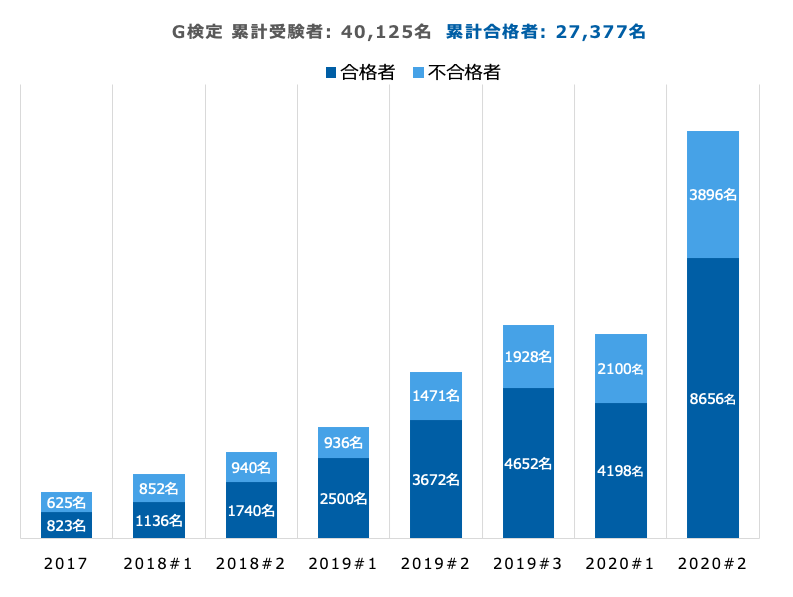 G検定 累計受験者: 40,125名 累計合格者: 27,377名
合格者 不合格者
3896名
1928名
2100名
1471名
8656名
936名
940名
4652名
4198名
852名
3672名
2500名
625名
1740名
1136名
823名
2017 2018#1 2018#2 2019#1 2019#2 2019#3 2020#1 2020#2